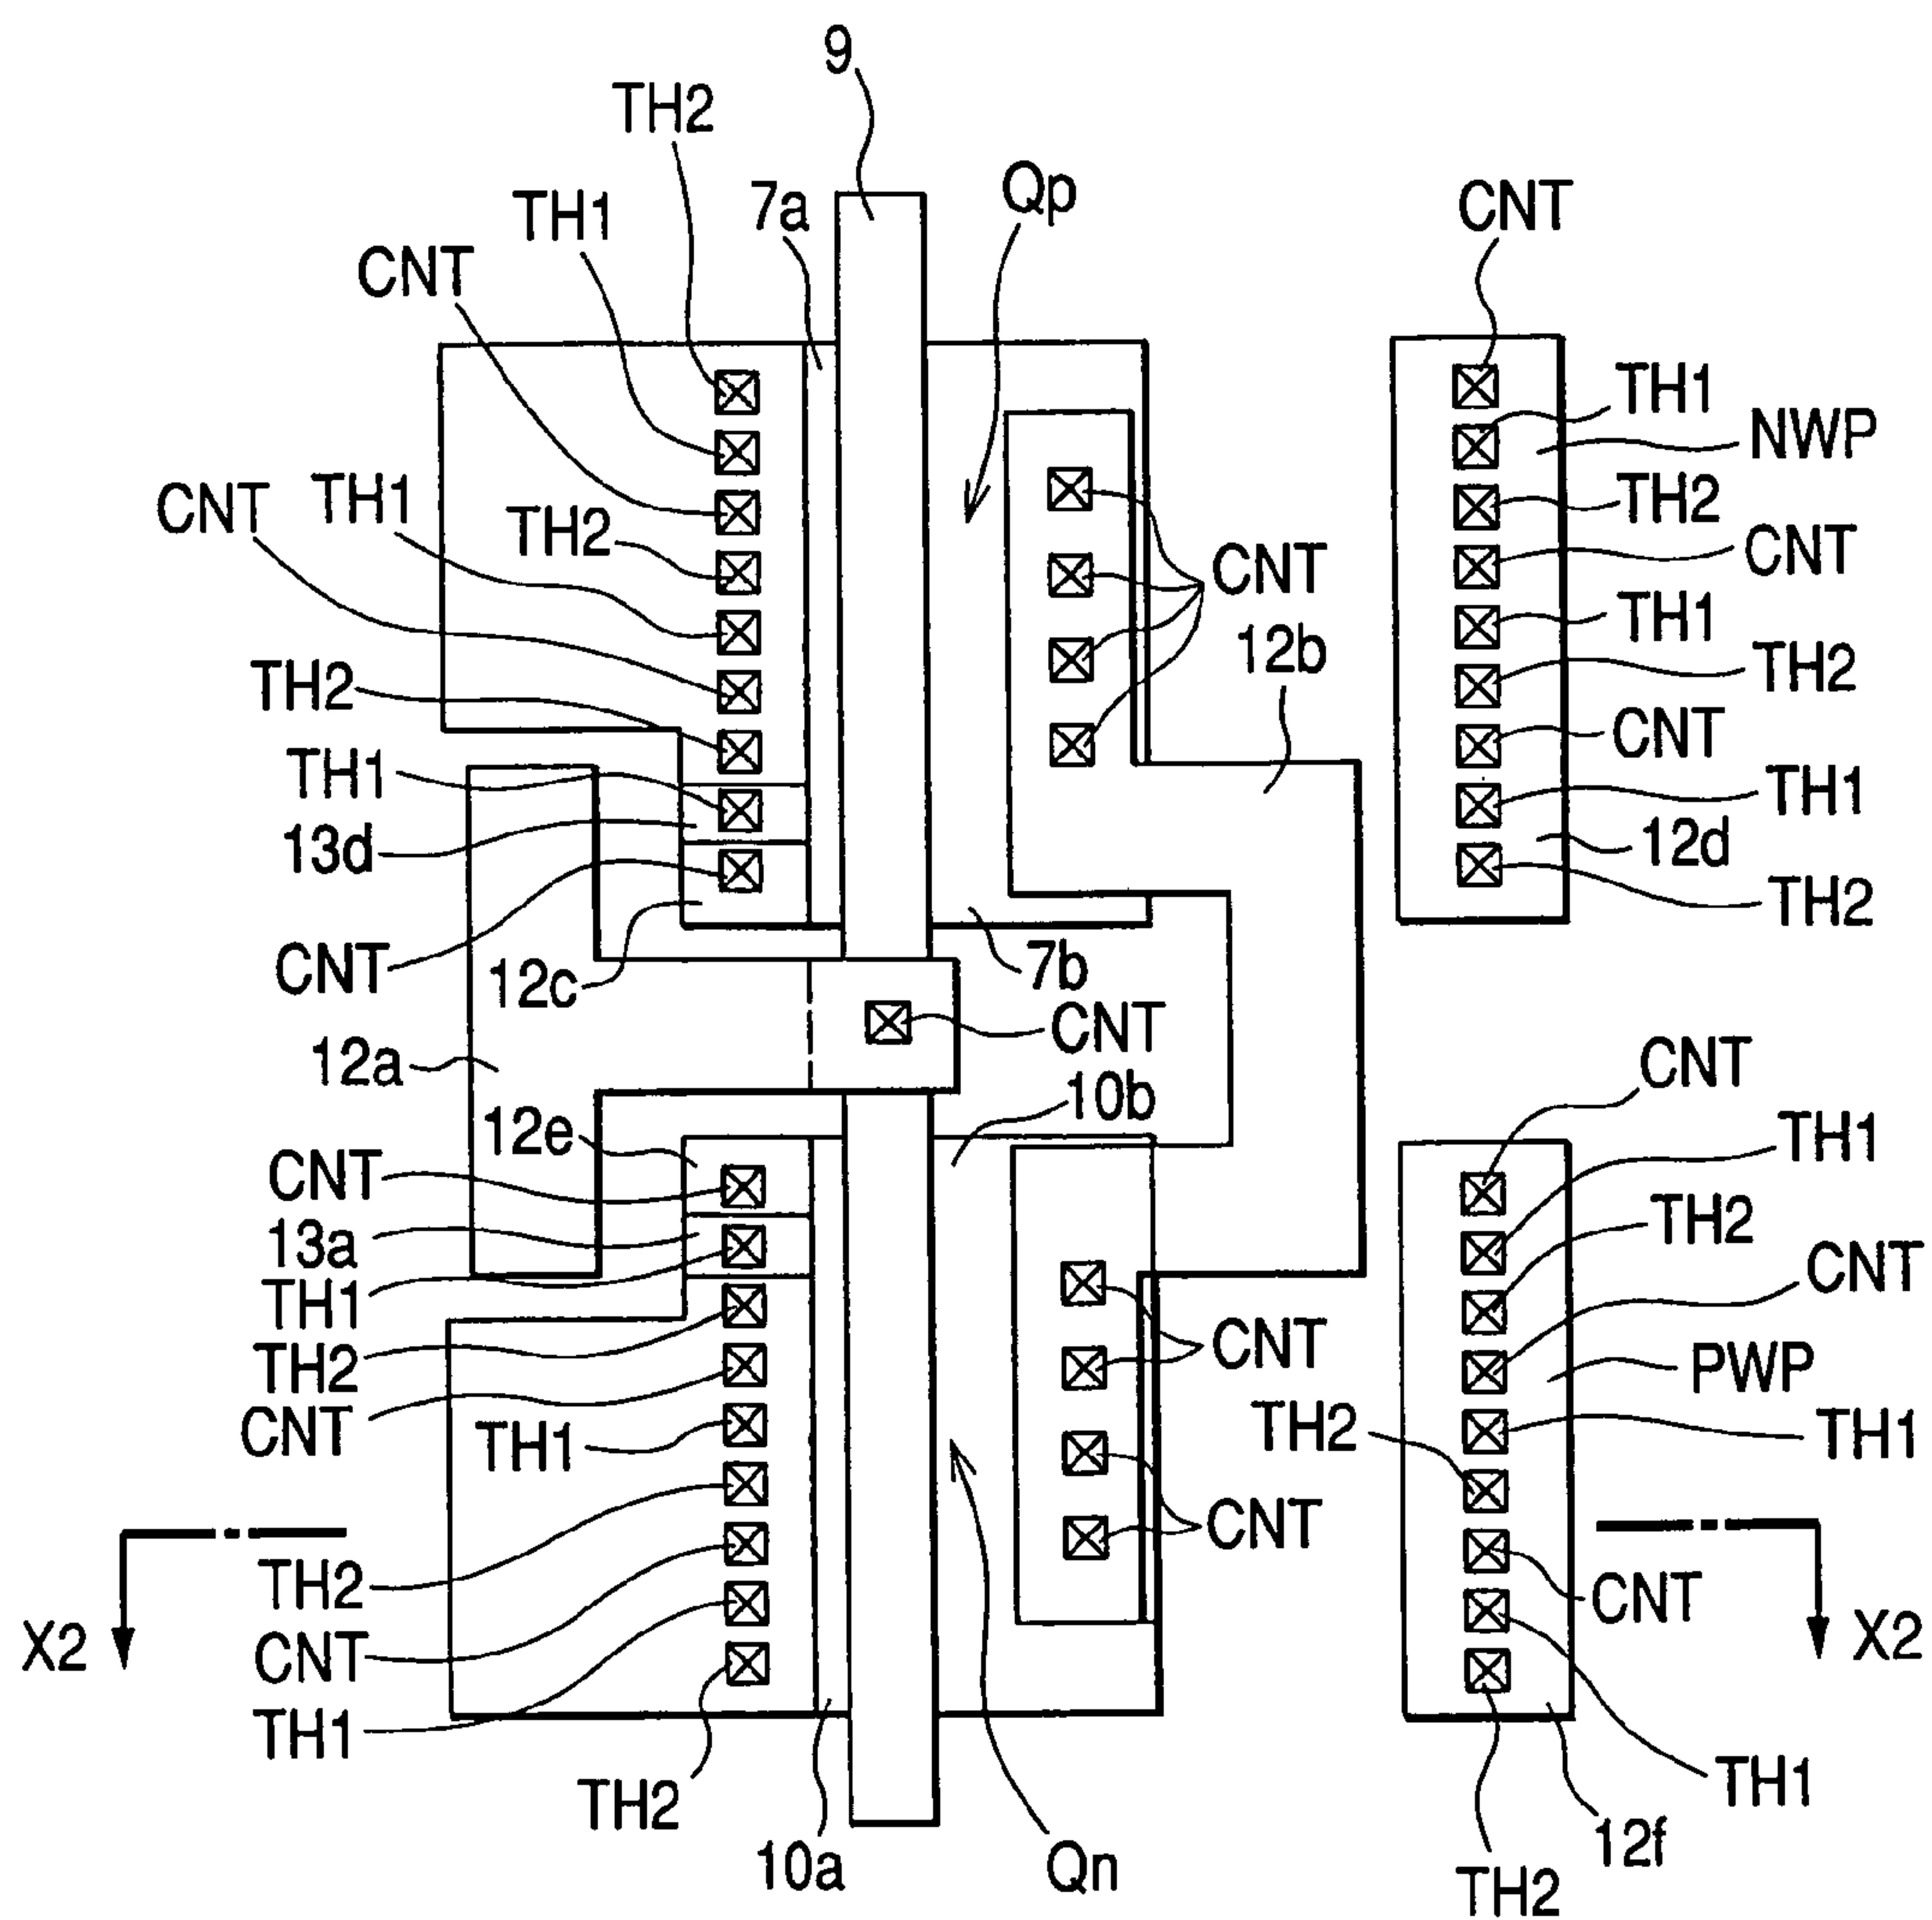 9
TH2
Qp
7a
CNT
TH1
CNT
TH1
NWP
TH1
CNT
TH2
TH2
CNT
CNT
TH1
12b
TH2
TH2
CNT
TH1
TH1
13d
12d
TH2
CNT
12c
7b
CNT
12a
CNT
10b
12e
TH1
CNT
TH2
13a
CNT
TH1
CNT
TH2
PWP
CNT
TH1
TH2
TH1
CNT
TH2
CNT
X2
CNT
X2
TH1
TH1
TH2
12f
10a
Qn
TH2